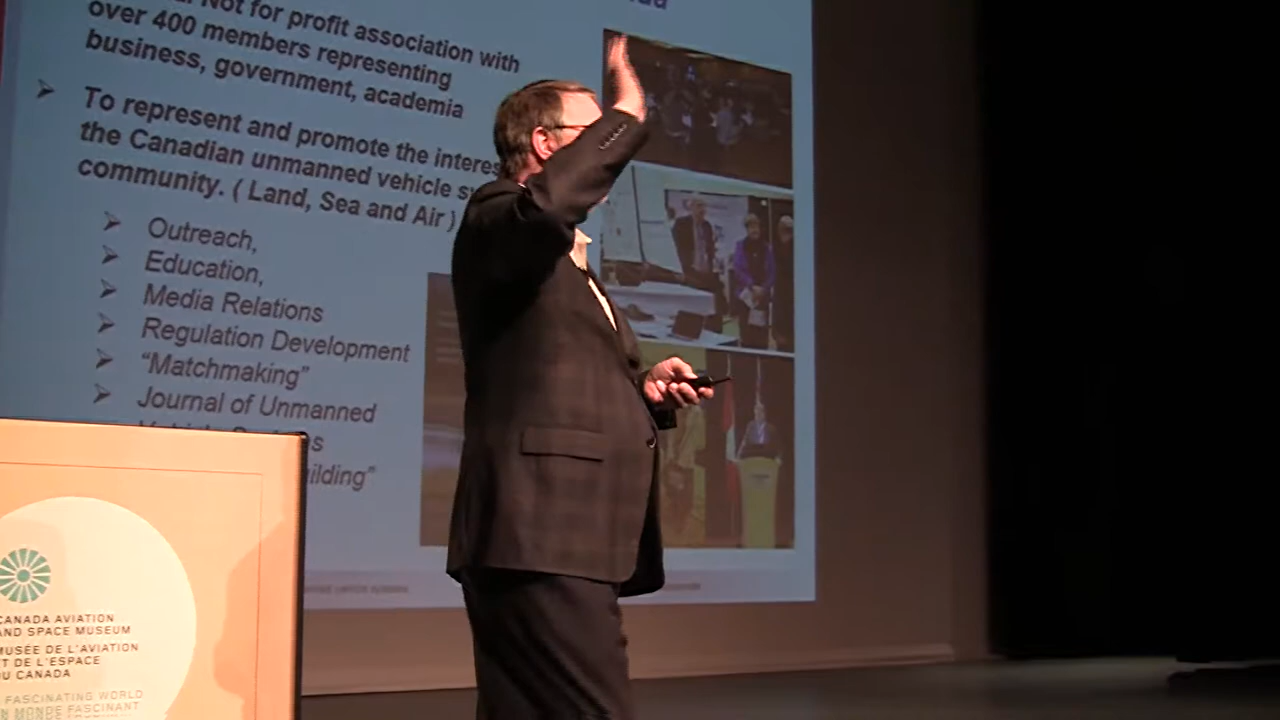 Not for profit association with
over 400 members representing
business, government, academia
To represent and promote the
the Canadian unmanned vehicle
community. ( Land, Sea and Air )
Outreach,
Education,
Media Relations
Regulation Development
"Matchmaking"
Journal of Unmanned
CANADA AVIATION
AND SPACE MUSEUM
MUSÉE DE L'AVIATION
ET DE L'ESPACE
DU CANADA
FASCINATING WORLD
MONDE FASCINANT